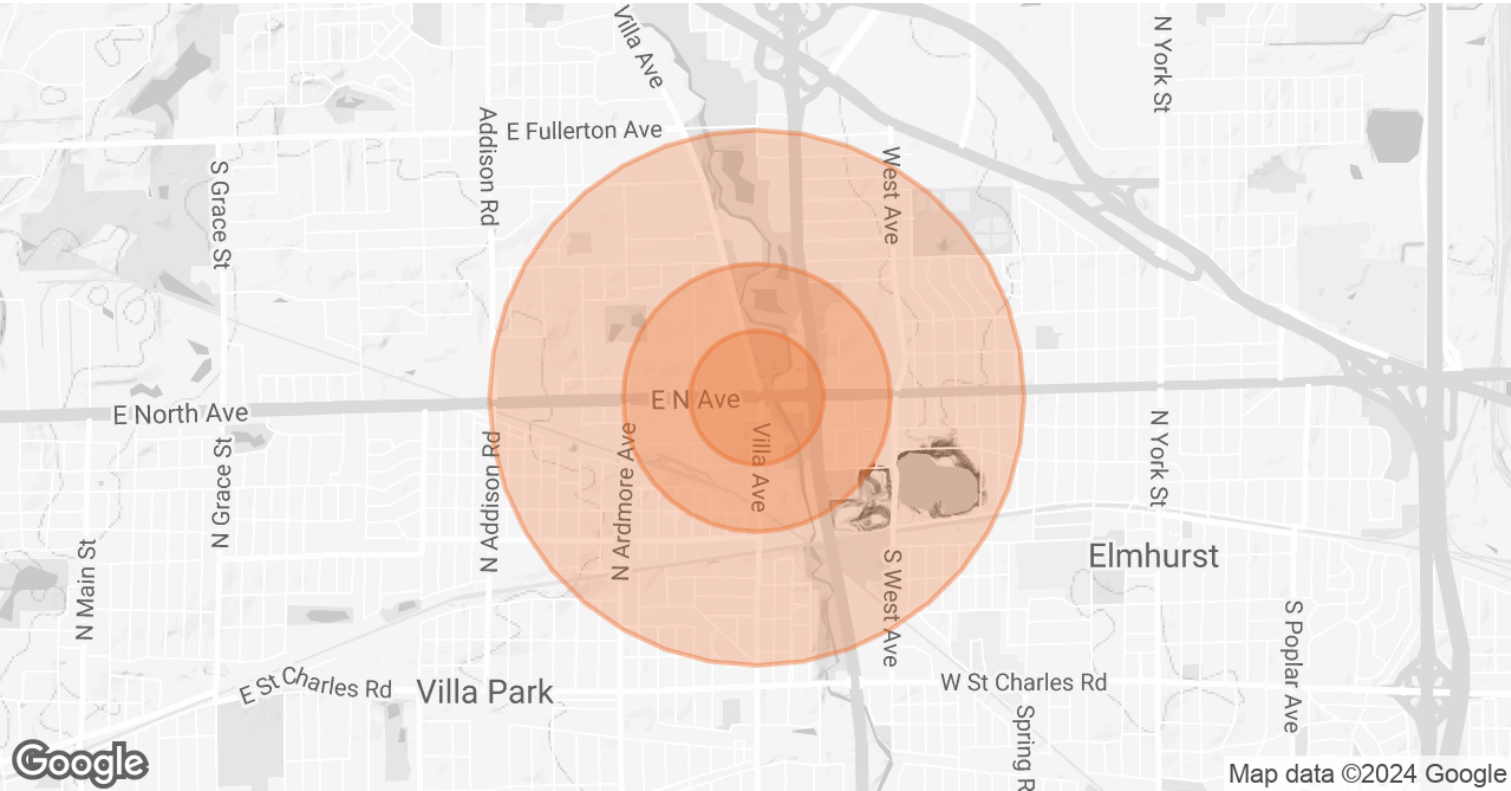 Villa Ave
N York St
E Fullerton Ave
Addison Rd
West Ave
S Grace St
E N Ave
E North Ave
N Grace St
N Addison Rd
N Ardmore Ave
Villa Ave
N York St
N Main St
Elmhurst
S West Ave
S Poplar Ave
E St Charles Rd
Villa Park
W St Charles Rd
Spring R
Google
Map data ©2024 Google